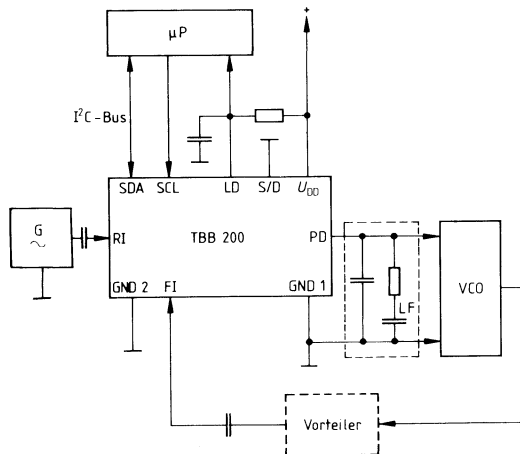 µP
+
I²C-Bus
SDA SCL LD S/D U_DD
G
~
RI TBB 200 PD
GND 2 FI GND 1
LF
VCO
Vorteiler